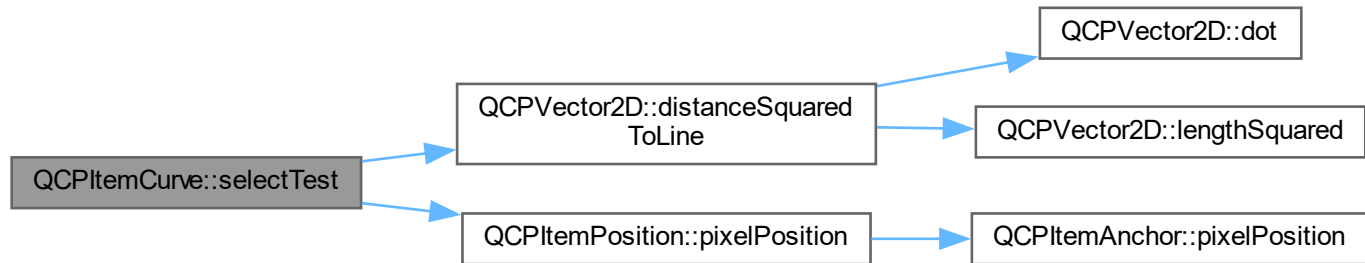 QCPItemCurve::selectTest
QCPVector2D::distanceSquared
ToLine
QCPVector2D::dot
QCPVector2D::lengthSquared
QCPItemPosition::pixelPosition
QCPItemAnchor::pixelPosition